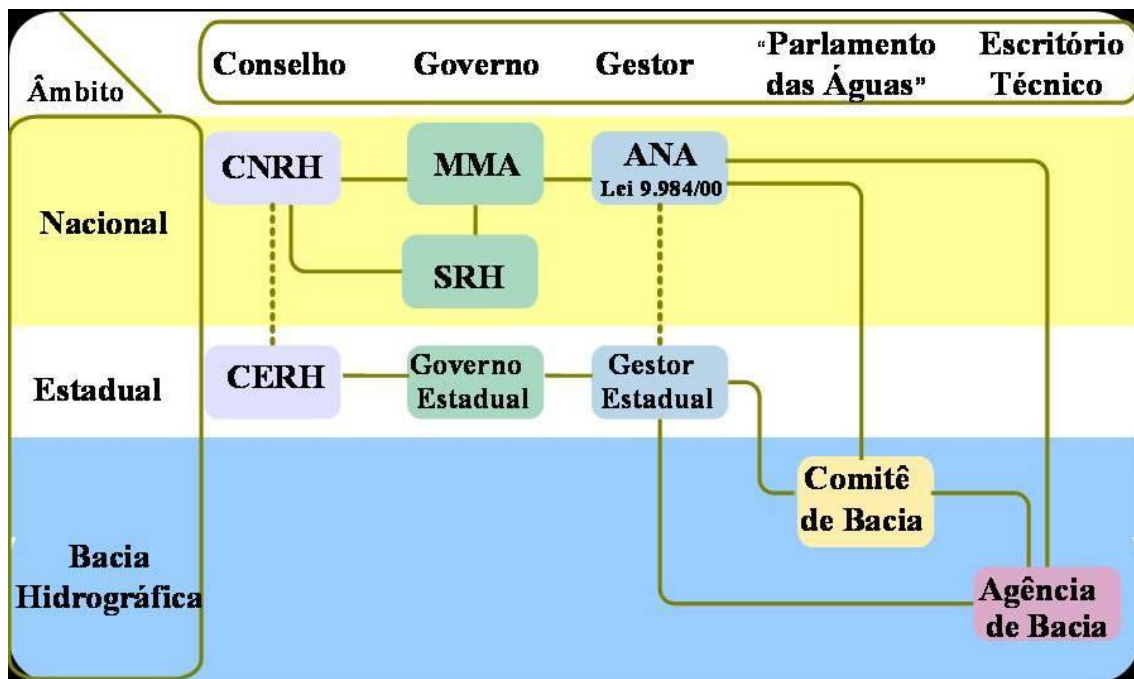 Âmbito
Conselho
Governo
Gestor
"Parlamento
das Águas"
Escritório
Técnico
Nacional
CNRH
MMA
ANA
Lei 9.984/00
SRH
Estadual
CERH
Governo
Estadual
Gestor
Estadual
Bacia
Hidrográfica
Comitê
de Bacia
Agência
de Bacia